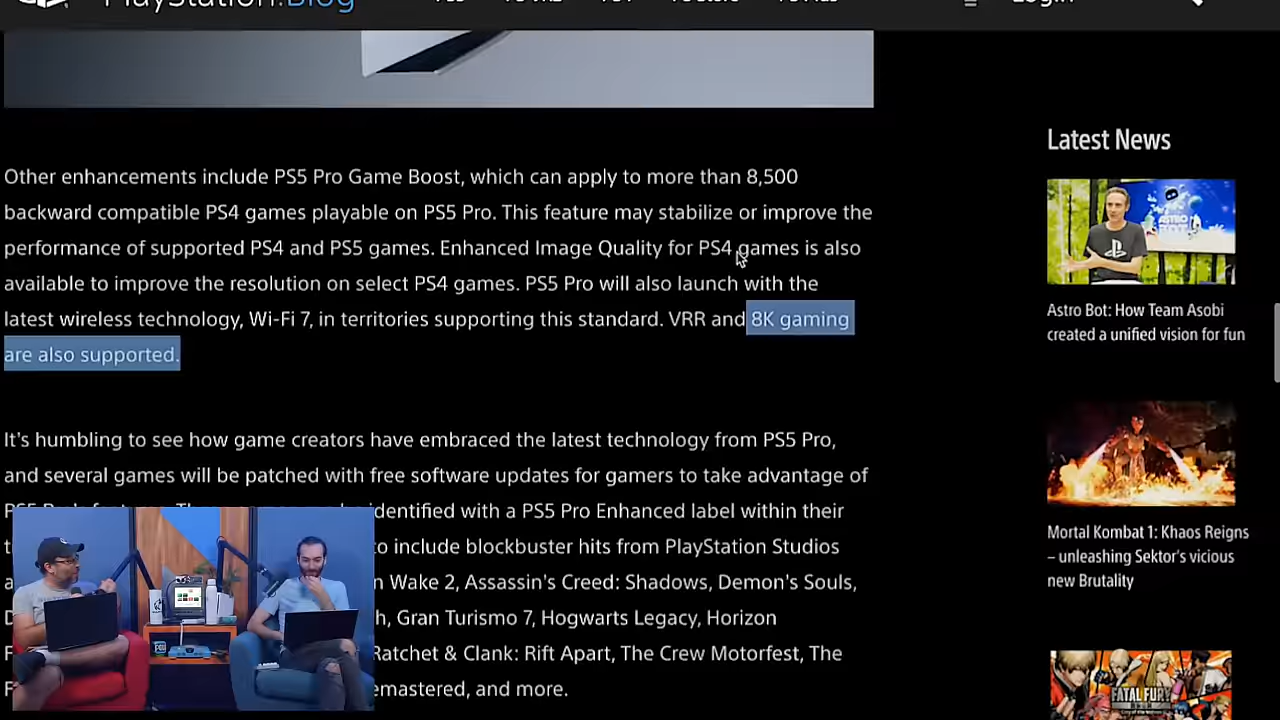 PlayStation.Blog
Login
Other enhancements include PS5 Pro Game Boost, which can apply to more than 8,500
backward compatible PS4 games playable on PS5 Pro. This feature may stabilize or improve the
performance of supported PS4 and PS5 games. Enhanced Image Quality for PS4 games is also
available to improve the resolution on select PS4 games. PS5 Pro will also launch with the
latest wireless technology, Wi-Fi 7, in territories supporting this standard. VRR and 8K gaming
are also supported.
It's humbling to see how game creators have embraced the latest technology from PS5 Pro,
and several games will be patched with free software updates for gamers to take advantage of
identified with a PS5 Pro Enhanced label within their
to include blockbuster hits from PlayStation Studios
Wake 2, Assassin's Creed: Shadows, Demon's Souls,
Gran Turismo 7, Hogwarts Legacy, Horizon
Ratchet & Clank: Rift Apart, The Crew Motorfest, The
and more.
Latest News
Astro Bot: How Team Asobi
created a unified vision for fun
Mortal Kombat 1: Khaos Reigns
– unleashing Sektor's vicious
new Brutality
FATAL FURY